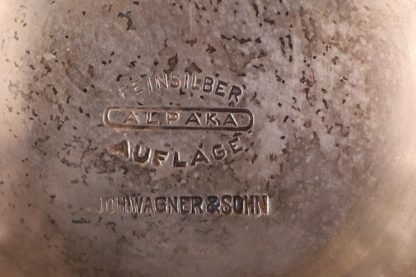 FEINSILBER
ALPAKA
AUFLAGE
JOH.WAGNER&SOHN